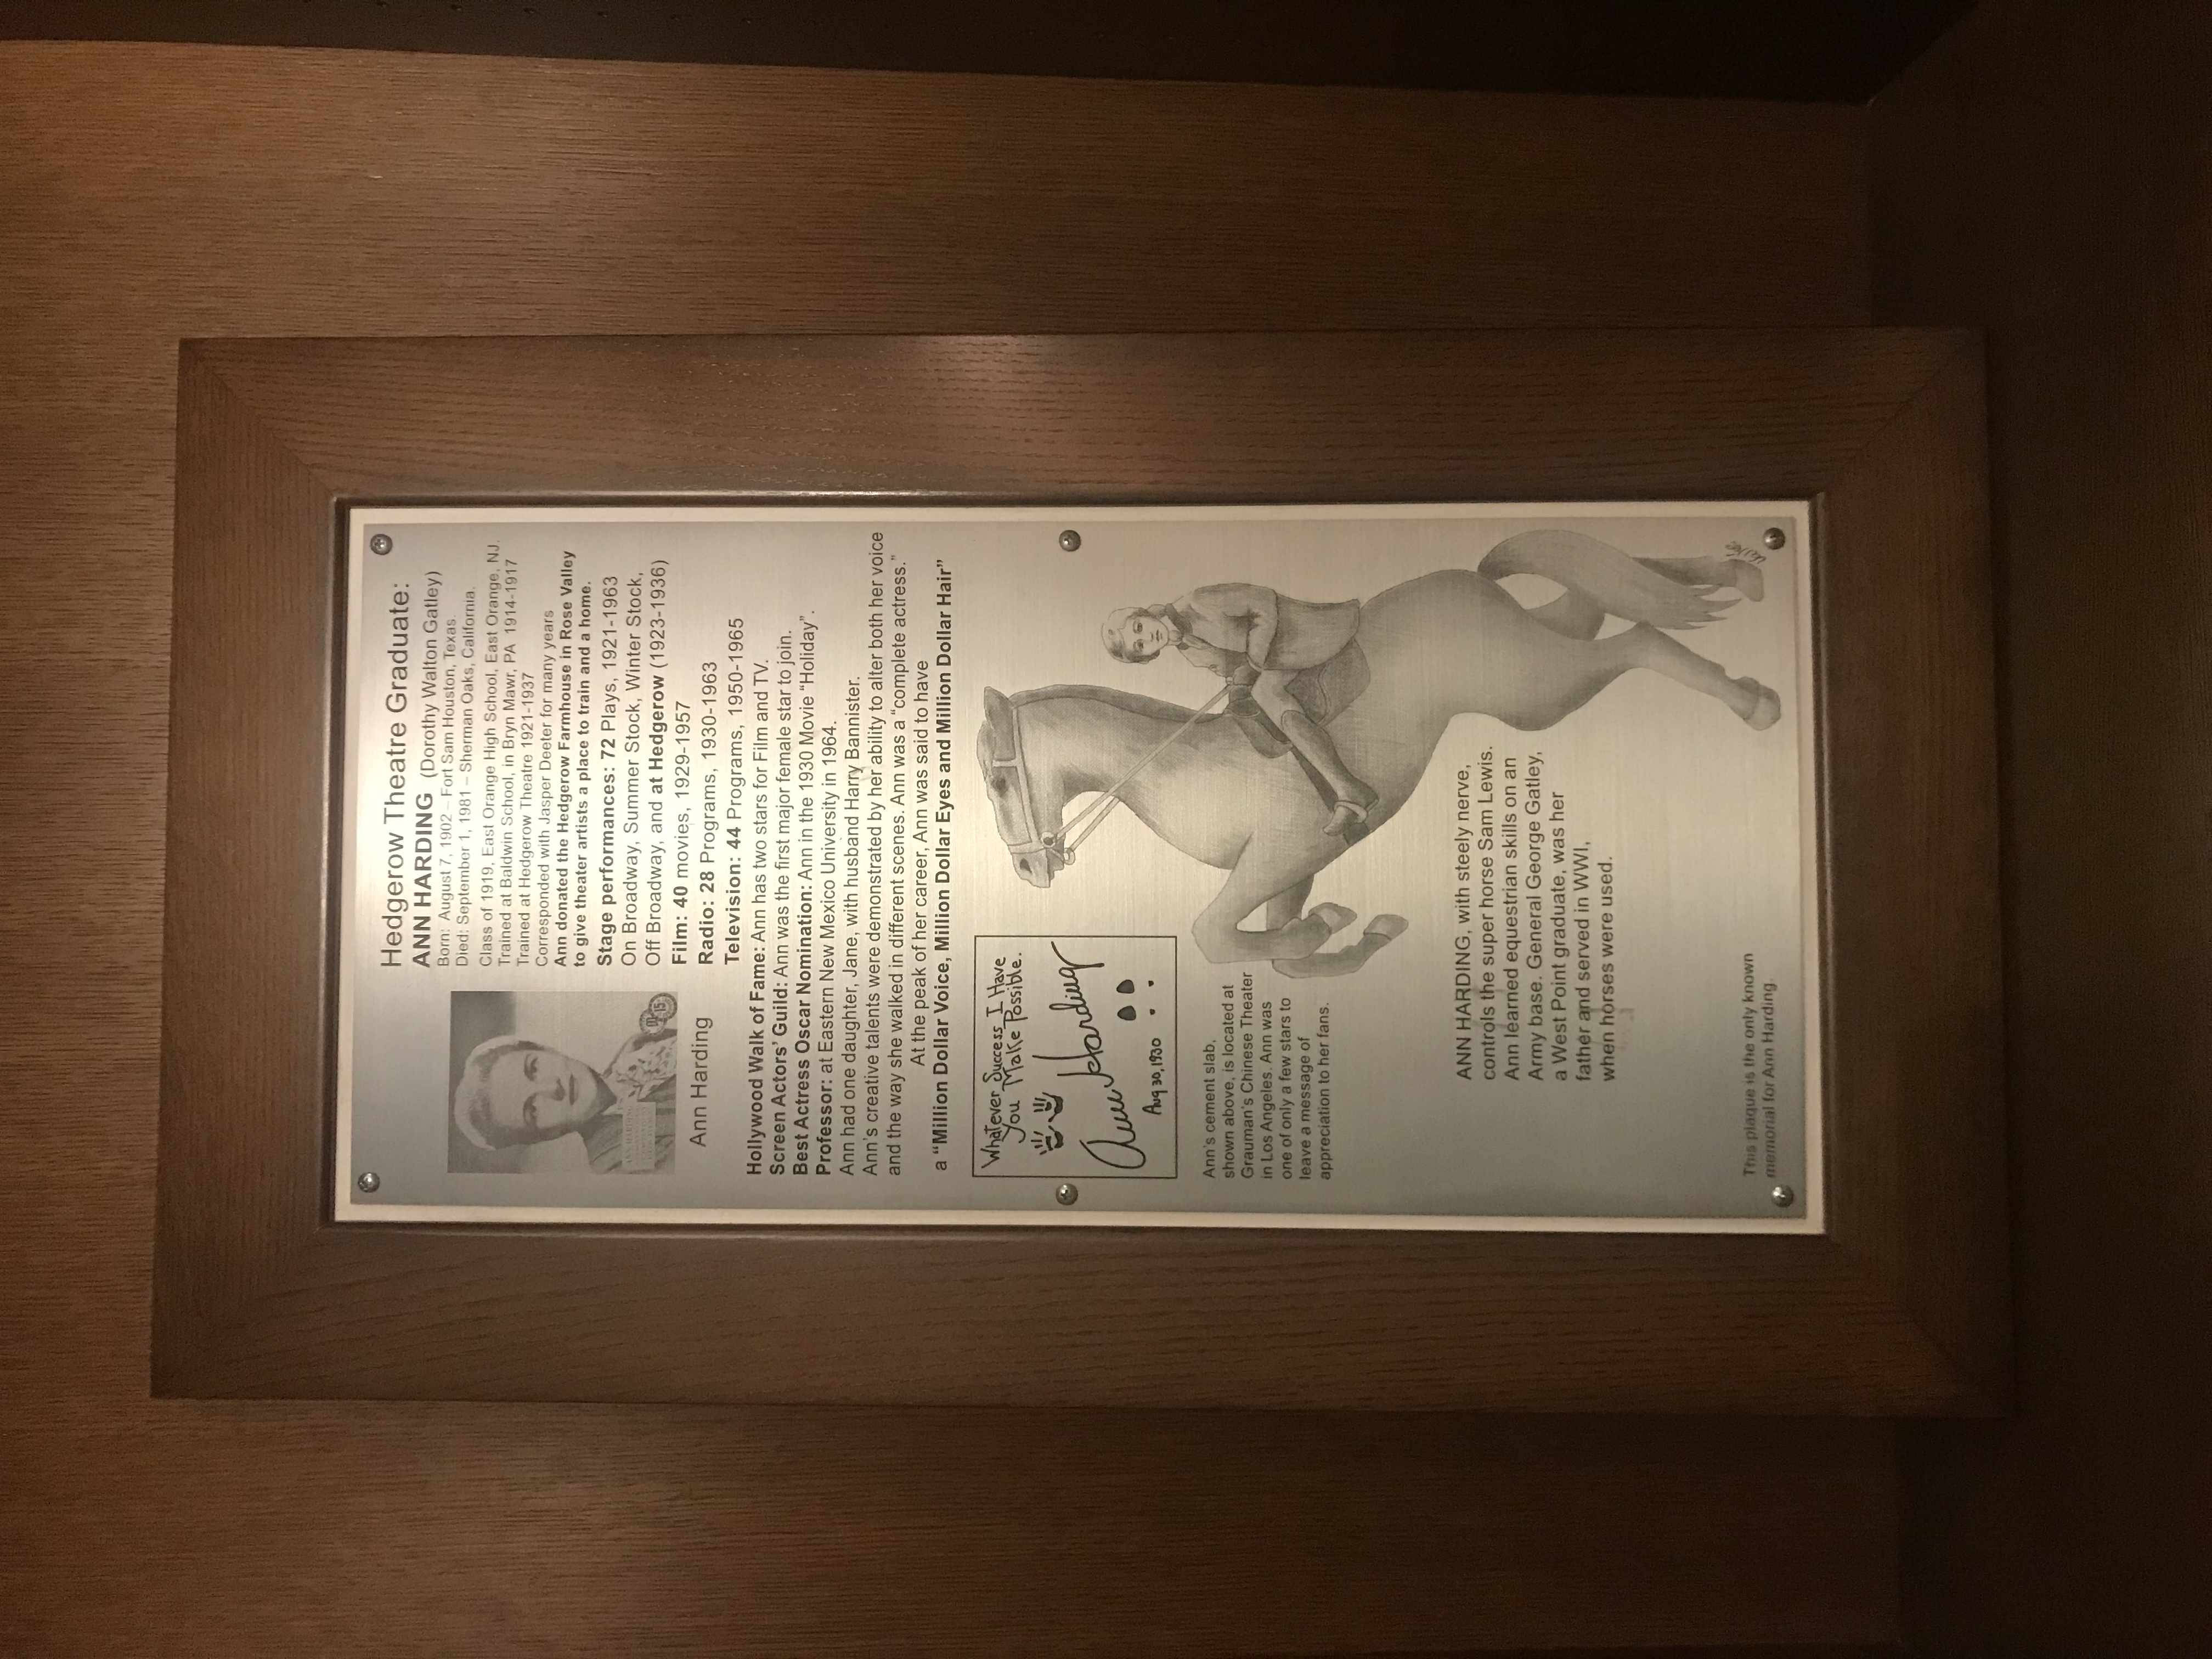 Hedgerow Theatre Graduate:
ANN HARDING (Dorothy Walton Gatley)
Born: August 7, 1902 – Fort Sam Houston, Texas.
Died: September 1, 1981 – Sherman Oaks, California.
Class of 1919, East Orange High School, East Orange, NJ.
Trained at Baldwin School, in Bryn Mawr, PA 1914-1917
Trained at Hedgerow Theatre 1921-1937
Corresponded with Jasper Deeter for many years
Ann donated the Hedgerow Farmhouse in Rose Valley
to give theater artists a place to train and a home.
Stage performances: 72 Plays, 1921-1963
On Broadway, Summer Stock, Winter Stock,
Off Broadway, and at Hedgerow (1923-1936)
Film: 40 movies, 1929-1957
Radio: 28 Programs, 1930-1963
Television: 44 Programs, 1950-1965
Ann Harding
Hollywood Walk of Fame: Ann has two stars for Film and TV.
Screen Actors' Guild: Ann was the first major female star to join.
Best Actress Oscar Nomination: Ann in the 1930 Movie "Holiday".
Professor: at Eastern New Mexico University in 1964.
Ann had one daughter, Jane, with husband Harry Bannister.
Ann's creative talents were demonstrated by her ability to alter both her voice
and the way she walked in different scenes. Ann was a "complete actress."
At the peak of her career, Ann was said to have
a "Million Dollar Voice, Million Dollar Eyes and Million Dollar Hair"
Whatever Success I Have
You Make Possible.
Ann Harding
Aug 30, 1930
Ann's cement slab,
shown above, is located at
Grauman's Chinese Theater
in Los Angeles. Ann was
one of only a few stars to
leave a message of
appreciation to her fans.
ANN HARDING, with steely nerve,
controls the super horse Sam Lewis.
Ann learned equestrian skills on an
Army base. General George Gatley,
a West Point graduate, was her
father and served in WWI,
when horses were used.
This plaque is the only known
memorial for Ann Harding.